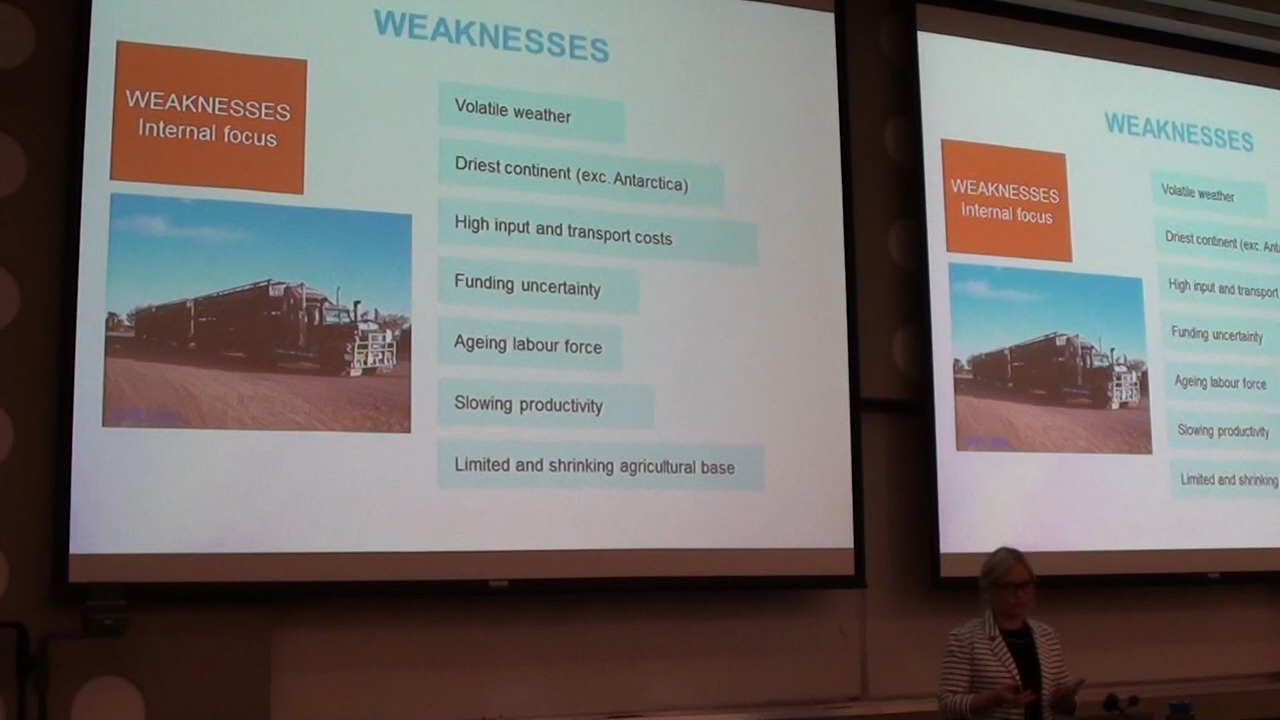 WEAKNESSES
WEAKNESSES
Internal focus
Volatile weather
Driest continent (exc. Antarctica)
High input and transport costs
Funding uncertainty
Ageing labour force
Slowing productivity
Limited and shrinking agricultural base
WEAKNESSES
WEAKNESSES
Internal focus
Volatile weather
Driest continent (exc.
High input and transport
Funding uncertainty
Ageing labour force
Slowing productivity
Limited and shrinking